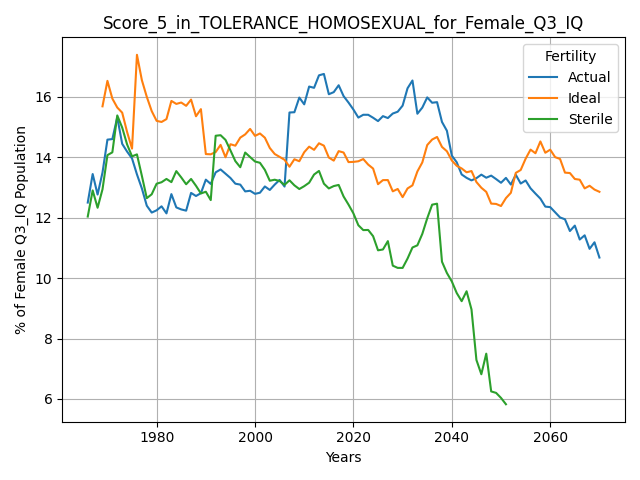 Score_5_in_TOLERANCE_HOMOSEXUAL_for_Female_Q3_IQ
Fertility
Actual
Ideal
Sterile
% of Female Q3_IQ Population
16
14
12
10
8
6
1980 2000 2020 2040 2060
Years